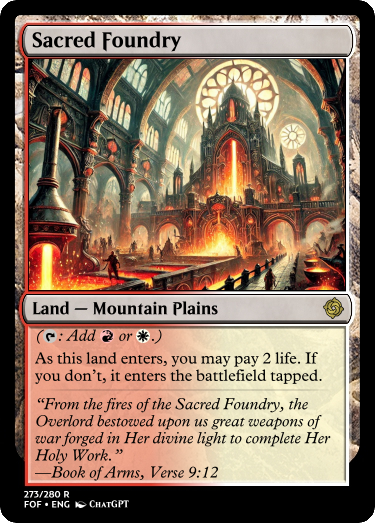 Sacred Foundry
Land — Mountain Plains
(: Add or .)
As this land enters, you may pay 2 life. If
you don't, it enters the battlefield tapped.
“From the fires of the Sacred Foundry, the
Overlord bestowed upon us great weapons of
war forged in Her divine light to complete Her
Holy Work.”
—Book of Arms, Verse 9:12
273/280 R
FOF • ENG ChatGPT